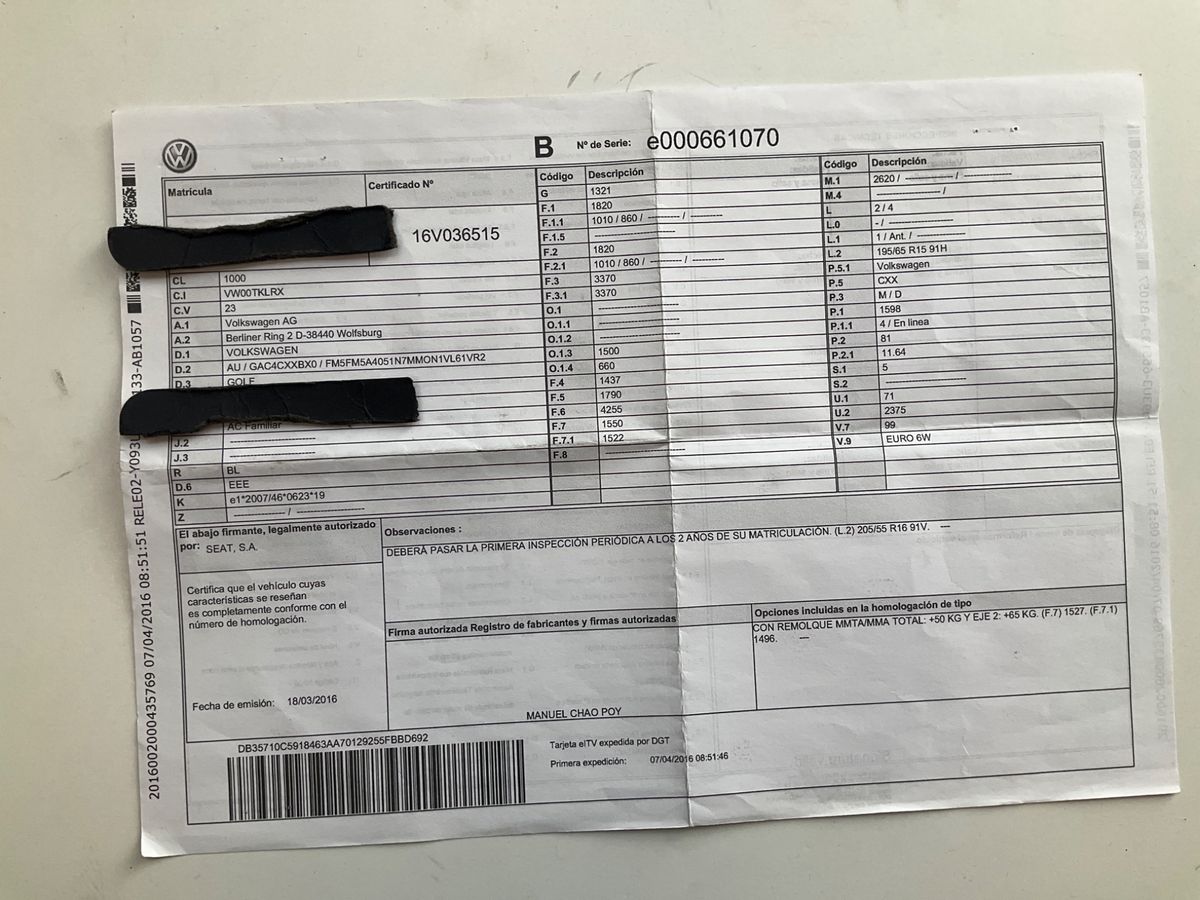 B Nº de Serie: e000661070
Matrícula
Certificado Nº
16V036515
CL 1000
C.I VW00TKLRX
C.V 23
A.1 Volkswagen AG
A.2 Berliner Ring 2 D-38440 Wolfsburg
D.1 VOLKSWAGEN
D.2 AU / GAC4CXXBX0 / FM5FM5A4051N7MMON1VL61VR2
D.3 GOLF
AC Familiar
J.2 --------------------
J.3 --------------------
R BL
D.6 EEE
K e1*2007/46*0623*19
Z -------------- / ------------------
Código Descripción
G 1321
F.1 1820
F.1.1 1010 / 860 / --------- / ---------
F.1.5 --------------------
F.2 1820
F.2.1 1010 / 860 / --------- / ---------
F.3 3370
F.3.1 3370
O.1 --------------------
O.1.1 --------------------
O.1.2 --------------------
O.1.3 1500
O.1.4 660
F.4 1437
F.5 1790
F.6 4255
F.7 1550
F.7.1 1522
F.8 --------------------
Código Descripción
M.1 2620 / -------------- / --------------
M.4 ------------------ /
L 2 / 4
L.0 - / ------------------
L.1 1 / Ant. / --------------
L.2 195/65 R15 91H
P.5.1 Volkswagen
P.5 CXX
P.3 M / D
P.1 1598
P.1.1 4 / En linea
P.2 81
P.2.1 11.64
S.1 5
S.2 --------------------
U.1 71
U.2 2375
V.7 99
V.9 EURO 6W
El abajo firmante, legalmente autorizado
por: SEAT, S.A.
Certifica que el vehículo cuyas
características se reseñan
es completamente conforme con el
número de homologación.
Fecha de emisión: 18/03/2016
Observaciones :
DEBERÁ PASAR LA PRIMERA INSPECCIÓN PERIÓDICA A LOS 2 AÑOS DE SU MATRICULACIÓN. (L.2) 205/55 R16 91V. ---
Firma autorizada Registro de fabricantes y firmas autorizadas
MANUEL CHAO POY
Opciones incluidas en la homologación de tipo
CON REMOLQUE MMTA/MMA TOTAL: +50 KG Y EJE 2: +65 KG. (F.7) 1527. (F.7.1)
1496. ---
DB35710C5918463AA70129255FBBD692
Tarjeta eITV expedida por DGT
Primera expedición: 07/04/2016 08:51:46
2016002000435769 07/04/2016 08:51:51 RELE02-Y093U 133-AB1057